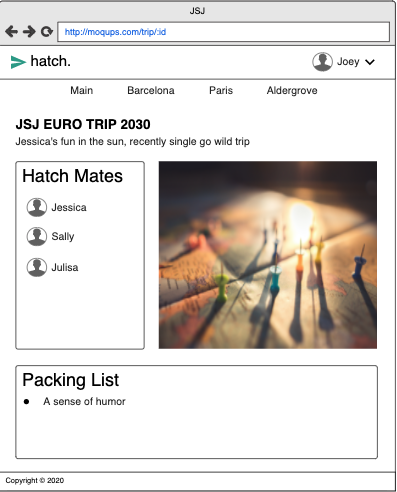 JSJ
http://moqups.com/trip/:id
hatch.
Joey
Main Barcelona Paris Aldergrove
JSJ EURO TRIP 2030
Jessica's fun in the sun, recently single go wild trip
Hatch Mates
Jessica
Sally
Julisa
Packing List
A sense of humor
Copyright © 2020